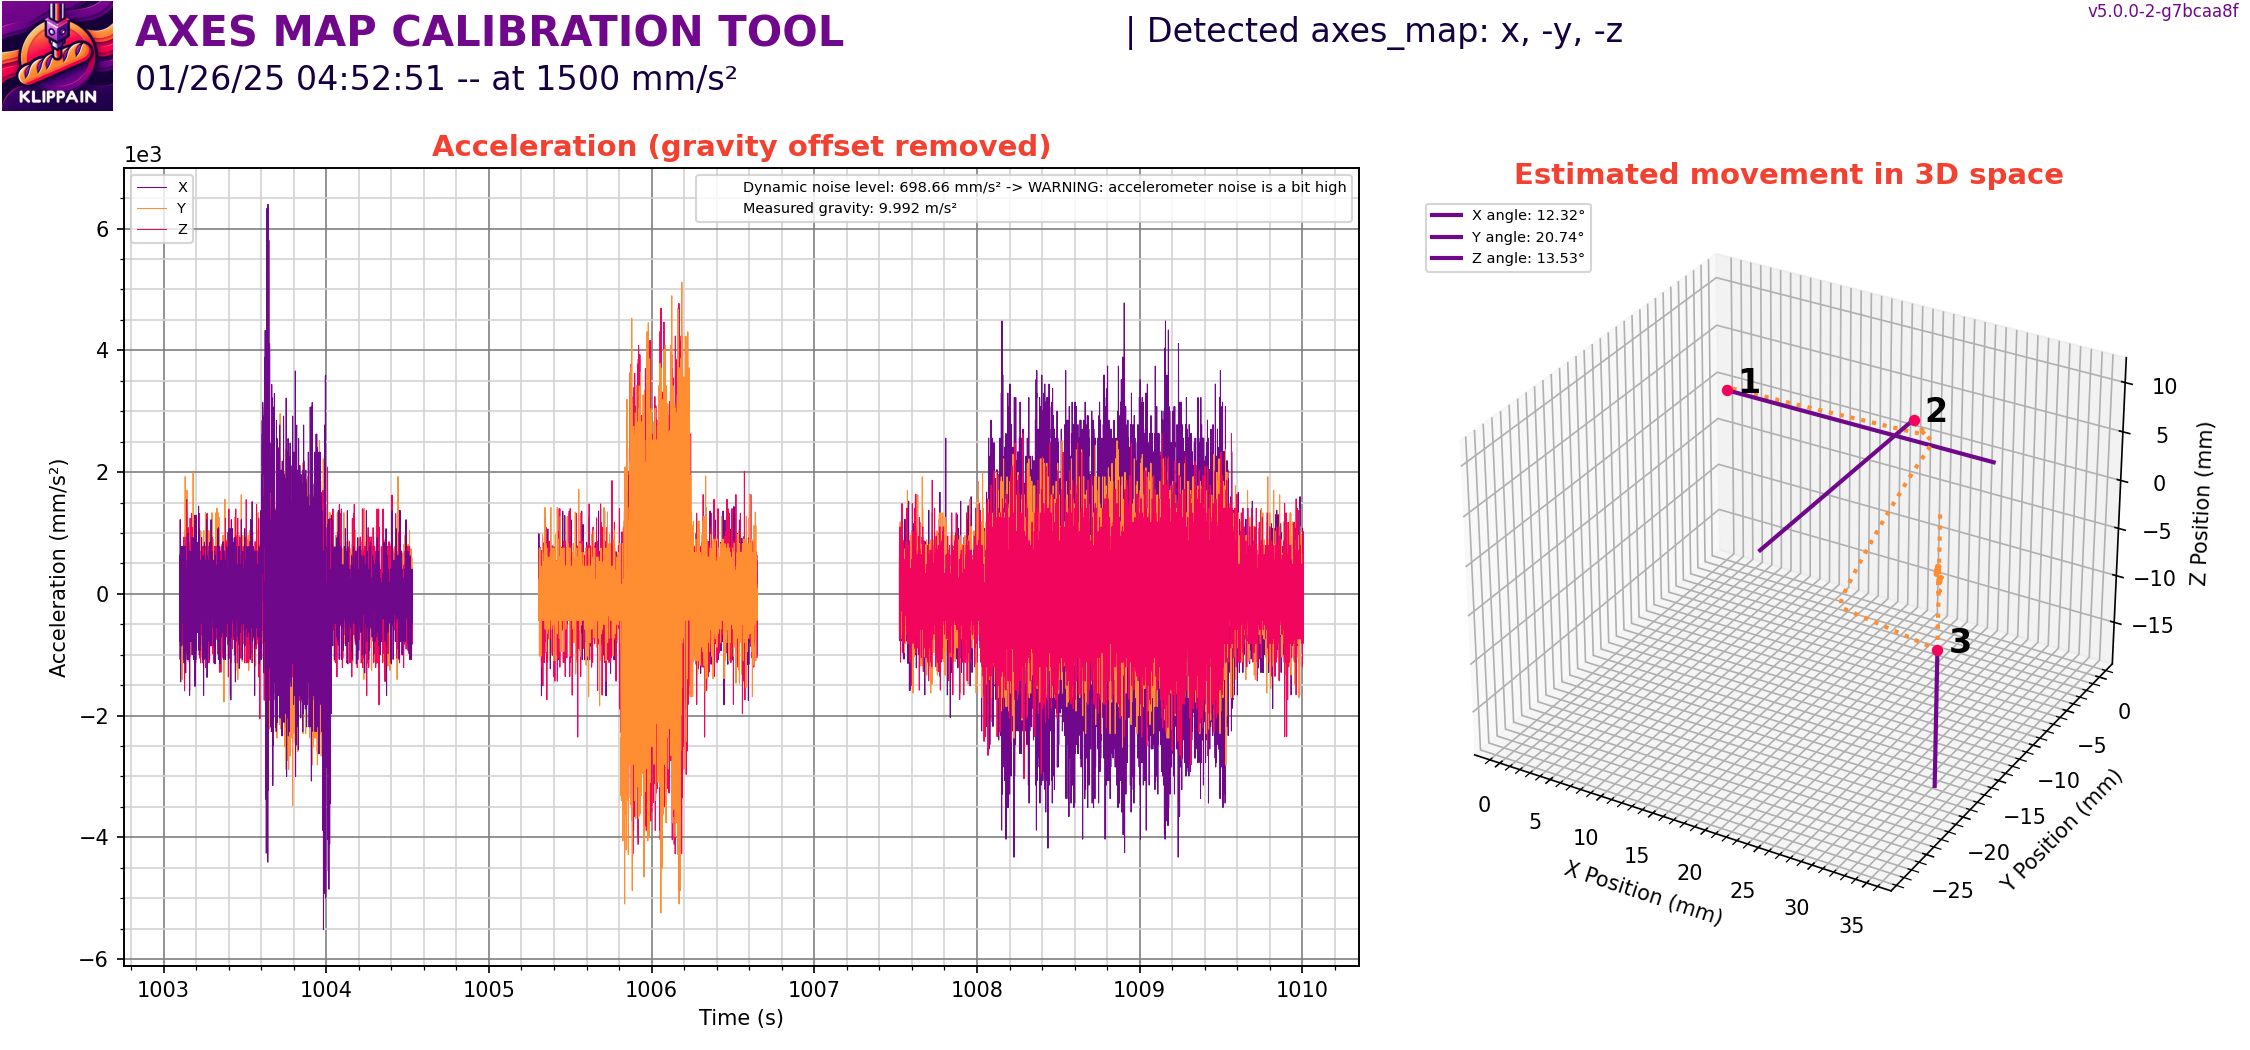 v5.0.0-2-g7bcaa8f
AXES MAP CALIBRATION TOOL
| Detected axes_map: x, -y, -z
01/26/25 04:52:51 -- at 1500 mm/s²
KLIPPAIN
Acceleration (gravity offset removed)
1e3
X
Y
Z
Dynamic noise level: 698.66 mm/s² -> WARNING: accelerometer noise is a bit high
Measured gravity: 9.992 m/s²
6
4
2
0
−2
−4
−6
Acceleration (mm/s²)
1003
1004
1005
1006
1007
1008
1009
1010
Time (s)
Estimated movement in 3D space
X angle: 12.32°
Y angle: 20.74°
Z angle: 13.53°
1
2
3
10
5
0
−5
−10
−15
Z Position (mm)
0
−5
−10
−15
−20
−25
Y Position (mm)
0
5
10
15
20
25
30
35
X Position (mm)